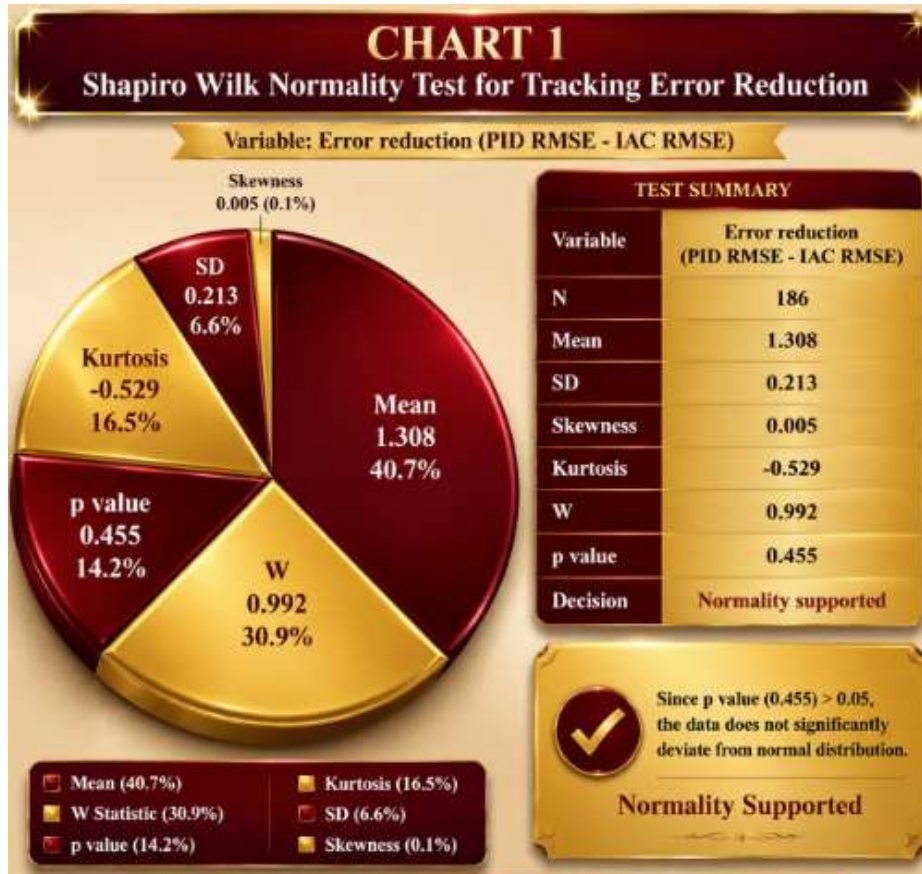 CHART 1
Shapiro Wilk Normality Test for Tracking Error Reduction
Variable: Error reduction (PID RMSE - IAC RMSE)
Skewness
0.005 (0.1%)
SD
0.213
6.6%
Kurtosis
-0.529
16.5%
Mean
1.308
40.7%
p value
0.455
14.2%
W
0.992
30.9%
TEST SUMMARY
Variable
Error reduction
(PID RMSE - IAC RMSE)
N 186
Mean 1.308
SD 0.213
Skewness 0.005
Kurtosis -0.529
W 0.992
p value 0.455
Decision Normality supported
Since p value (0.455) > 0.05,
the data does not significantly
deviate from normal distribution.
Normality Supported
Mean (40.7%)
W Statistic (30.9%)
p value (14.2%)
Kurtosis (16.5%)
SD (6.6%)
Skewness (0.1%)